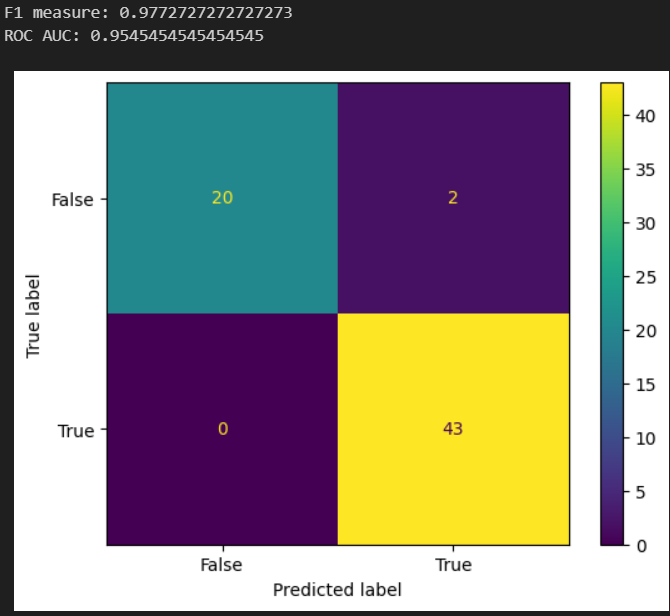 F1 measure: 0.9772727272727273
ROC AUC: 0.9545454545454545
True label
False
20
2
True
0
43
False
True
Predicted label
40
35
30
25
20
15
10
5
0